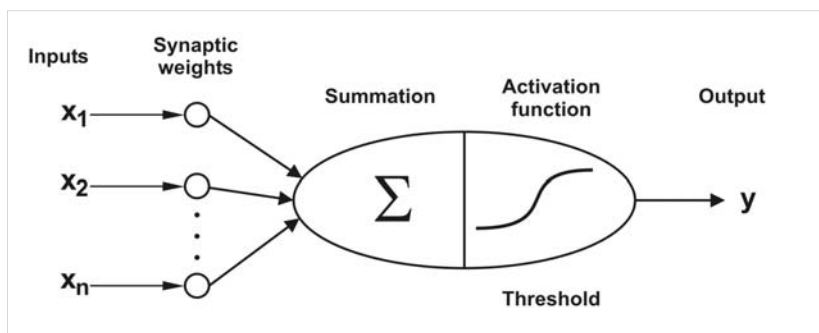 Inputs
Synaptic
weights
Summation
Activation
function
Output
x1
x2
xn
Σ
y
Threshold